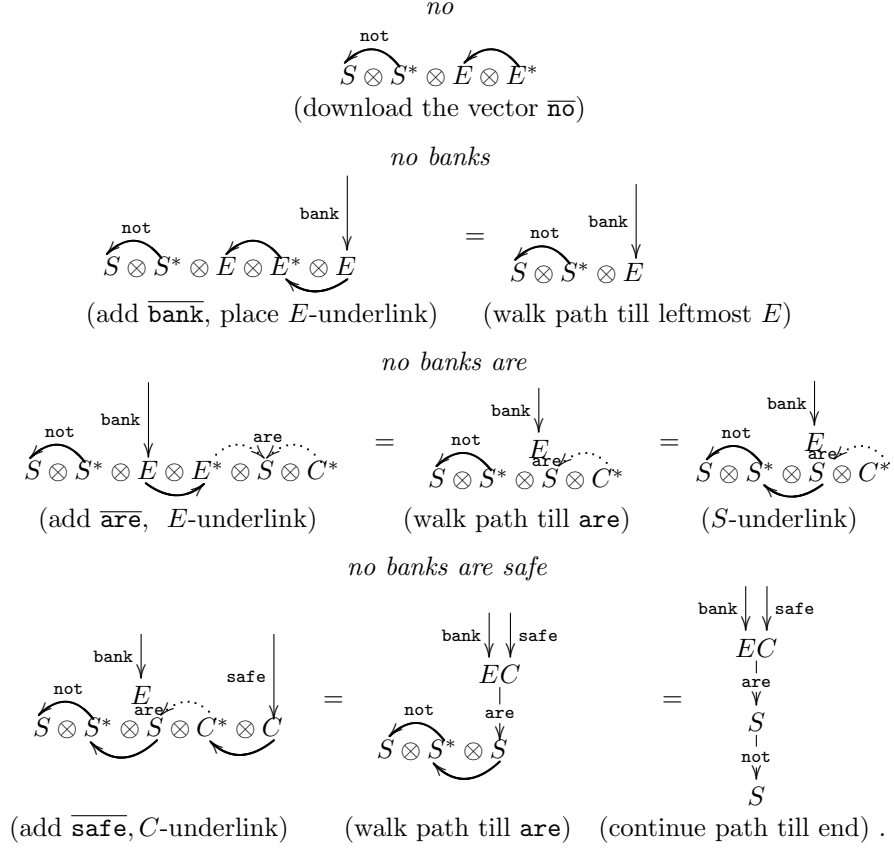 no
not
S ⊗ S* ⊗ E ⊗ E*
(download the vector no)
no banks
bank bank
not = not
S ⊗ S* ⊗ E ⊗ E* ⊗ E S ⊗ S* ⊗ E
(add bank, place E-underlink) (walk path till leftmost E)
no banks are
bank bank bank
not are = not E = not E
S ⊗ S* ⊗ E ⊗ E* ⊗ S ⊗ C* S ⊗ S* ⊗ are S ⊗ C* S ⊗ S* ⊗ are S ⊗ C*
(add are, E-underlink) (walk path till are) (S-underlink)
no banks are safe
bank safe
bank safe
EC
bank EC
safe are
not E = not are = S
S ⊗ S* ⊗ are S ⊗ C* ⊗ C S ⊗ S* ⊗ S not
S
(add safe, C-underlink) (walk path till are) (continue path till end) .